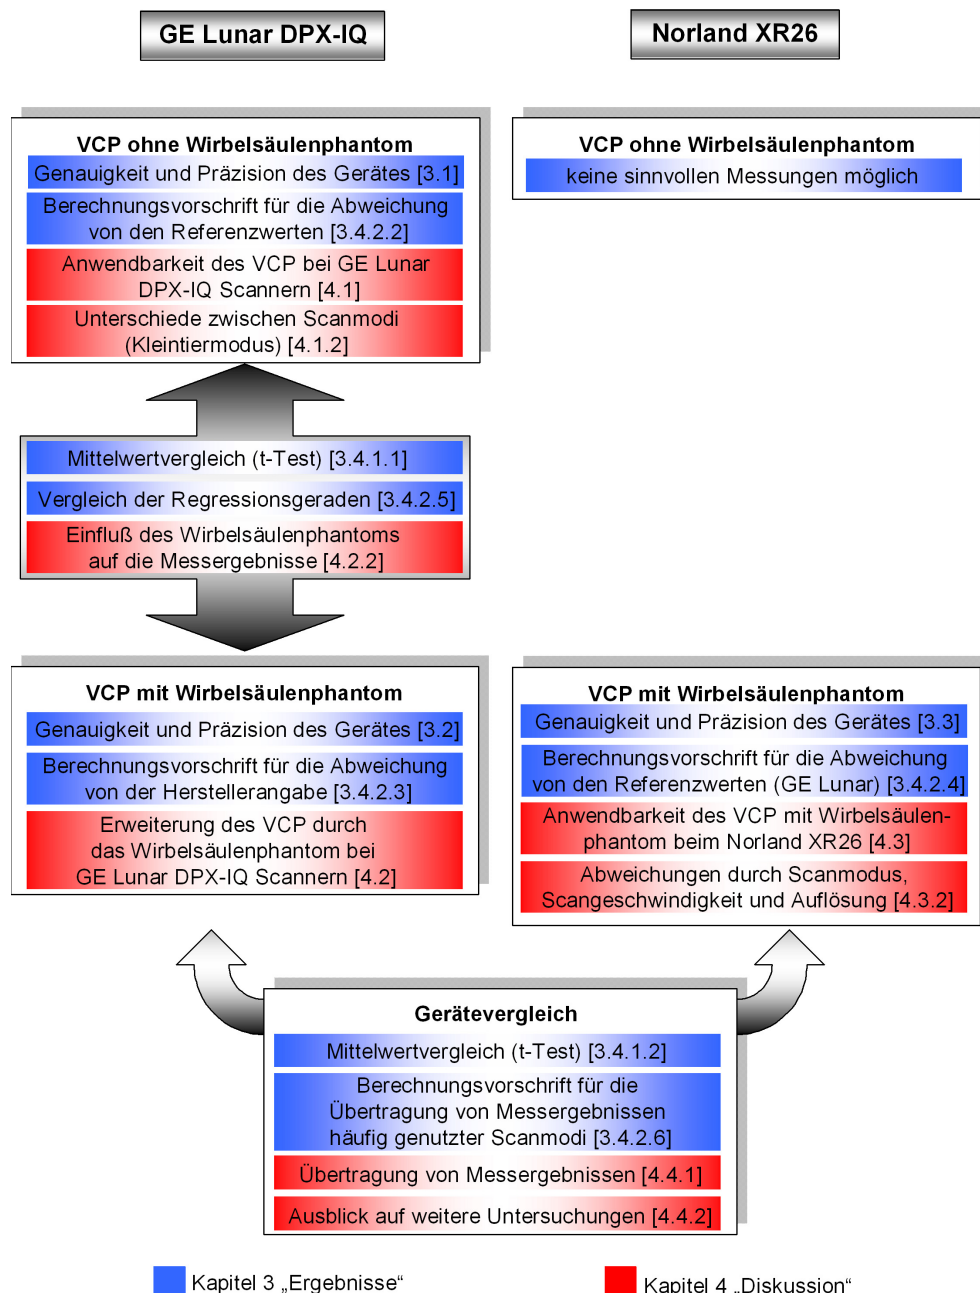 GE Lunar DPX-IQ
Norland XR26
VCP ohne Wirbelsäulenphantom
Genauigkeit und Präzision des Gerätes [3.1]
Berechnungsvorschrift für die Abweichung
von den Referenzwerten [3.4.2.2]
Anwendbarkeit des VCP bei GE Lunar
DPX-IQ Scannern [4.1]
Unterschiede zwischen Scanmodi
(Kleintiermodus) [4.1.2]
VCP ohne Wirbelsäulenphantom
keine sinnvollen Messungen möglich
Mittelwertvergleich (t-Test) [3.4.1.1]
Vergleich der Regressionsgeraden [3.4.2.5]
Einfluß des Wirbelsäulenphantoms
auf die Messergebnisse [4.2.2]
VCP mit Wirbelsäulenphantom
Genauigkeit und Präzision des Gerätes [3.2]
Berechnungsvorschrift für die Abweichung
von der Herstellerangabe [3.4.2.3]
Erweiterung des VCP durch
das Wirbelsäulenphantom bei
GE Lunar DPX-IQ Scannern [4.2]
VCP mit Wirbelsäulenphantom
Genauigkeit und Präzision des Gerätes [3.3]
Berechnungsvorschrift für die Abweichung
von den Referenzwerten (GE Lunar) [3.4.2.4]
Anwendbarkeit des VCP mit Wirbelsäulen-
phantom beim Norland XR26 [4.3]
Abweichungen durch Scanmodus,
Scangeschwindigkeit und Auflösung [4.3.2]
Gerätevergleich
Mittelwertvergleich (t-Test) [3.4.1.2]
Berechnungsvorschrift für die
Übertragung von Messergebnissen
häufig genutzter Scanmodi [3.4.2.6]
Übertragung von Messergebnissen [4.4.1]
Ausblick auf weitere Untersuchungen [4.4.2]
Kapitel 3 „Ergebnisse“
Kapitel 4 „Diskussion“